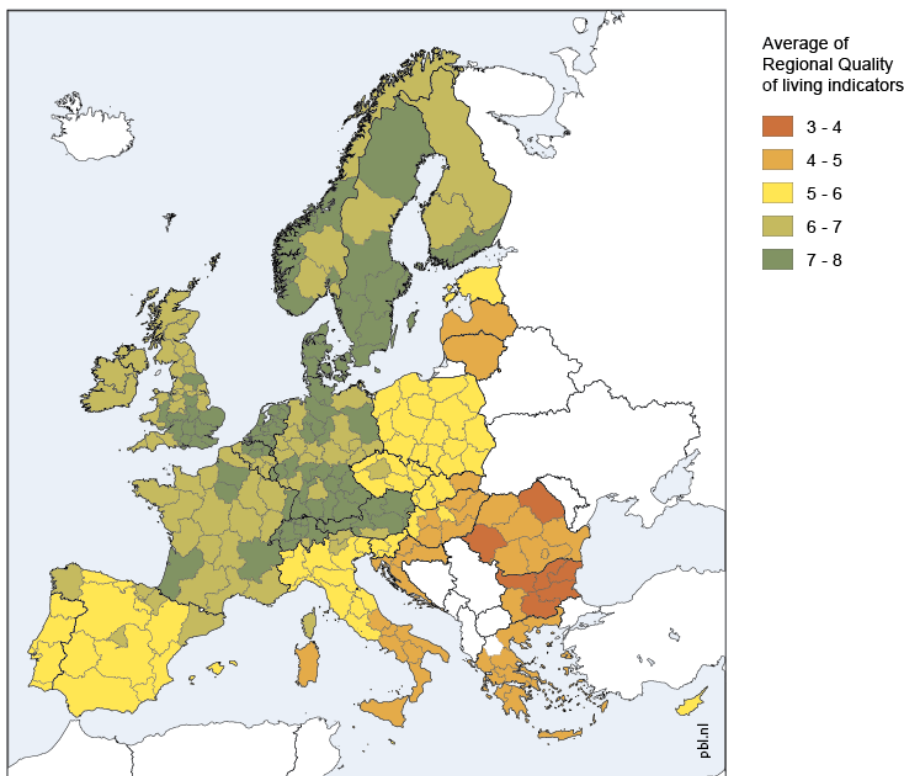 Average of
Regional Quality
of living indicators
3 - 4
4 - 5
5 - 6
6 - 7
7 - 8
pbl.nl